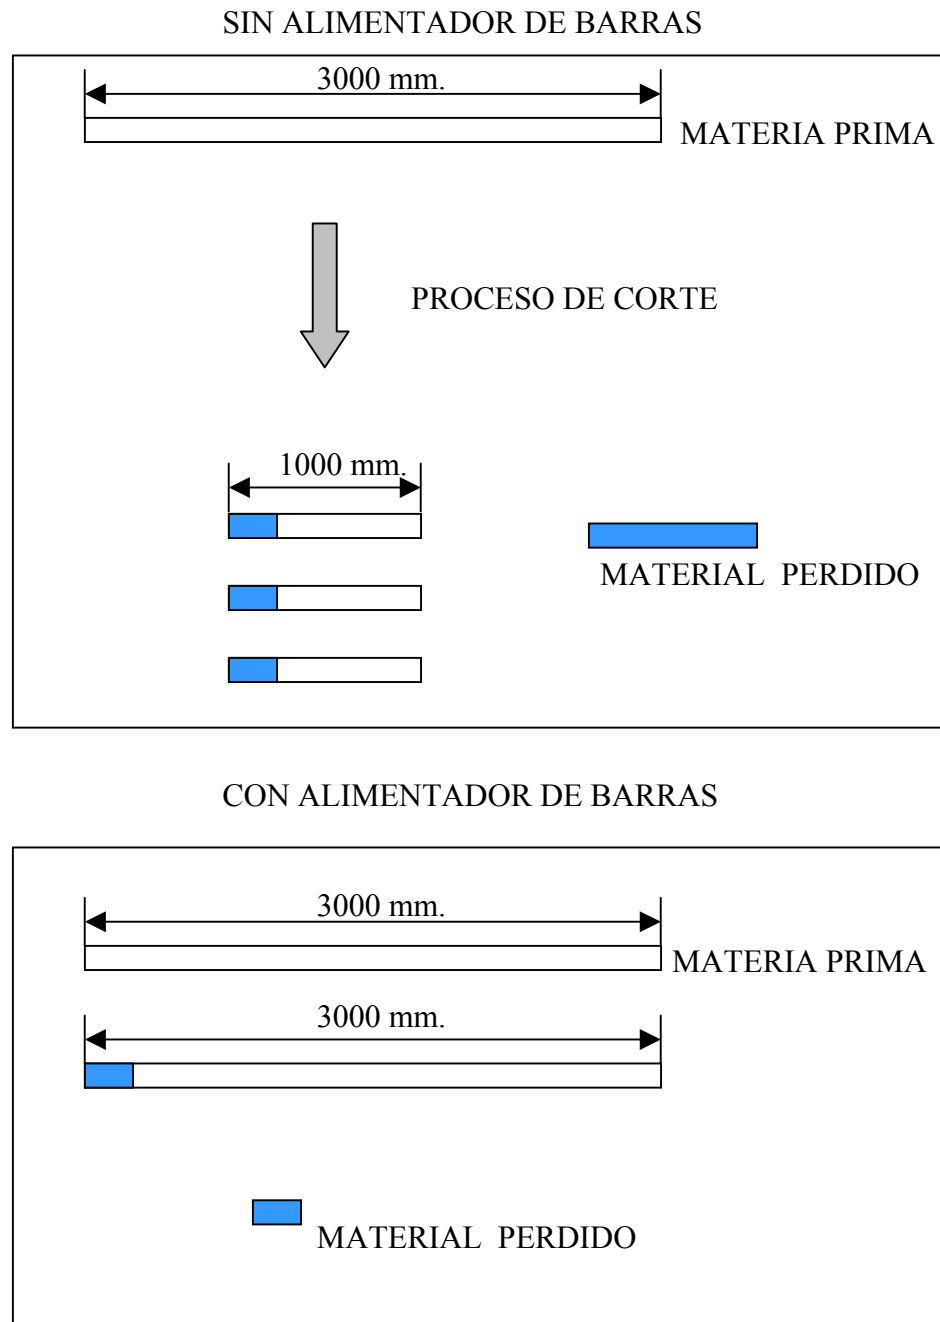 SIN ALIMENTADOR DE BARRAS
3000 mm.
MATERIA PRIMA
PROCESO DE CORTE
1000 mm.
MATERIAL PERDIDO
CON ALIMENTADOR DE BARRAS
3000 mm.
MATERIA PRIMA
3000 mm.
MATERIAL PERDIDO